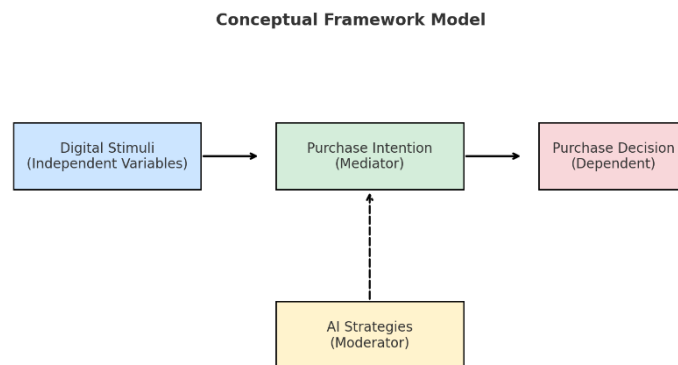 Conceptual Framework Model
Digital Stimuli
(Independent Variables)
Purchase Intention
(Mediator)
Purchase Decision
(Dependent)
AI Strategies
(Moderator)